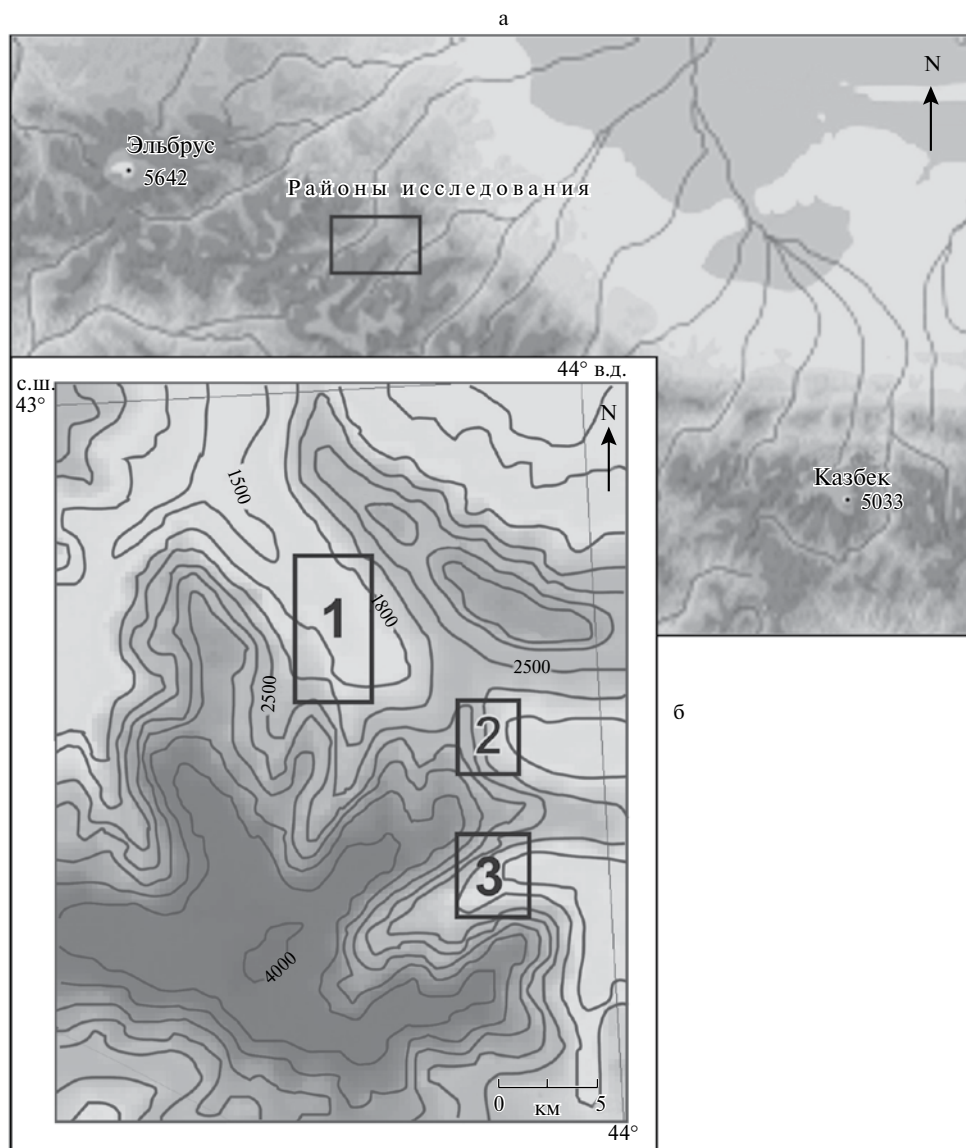 а
N
Эльбрус
5642
Районы исследования
Казбек
5033
с.ш.
43°
44° в.д.
N
1500
1
1800
2500
2500
2
б
3
4000
0 км 5
44°